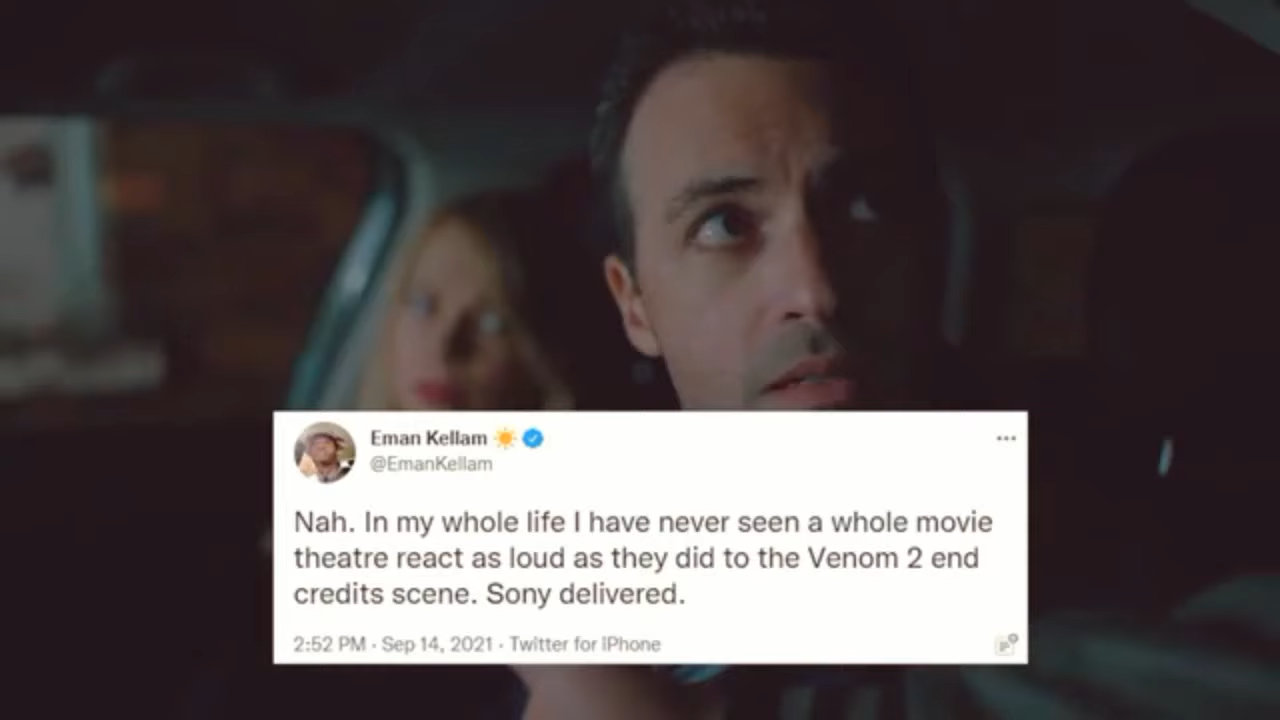 Eman Kellam ☀️
@EmanKellam
Nah. In my whole life I have never seen a whole movie
theatre react as loud as they did to the Venom 2 end
credits scene. Sony delivered.
2:52 PM · Sep 14, 2021 · Twitter for iPhone